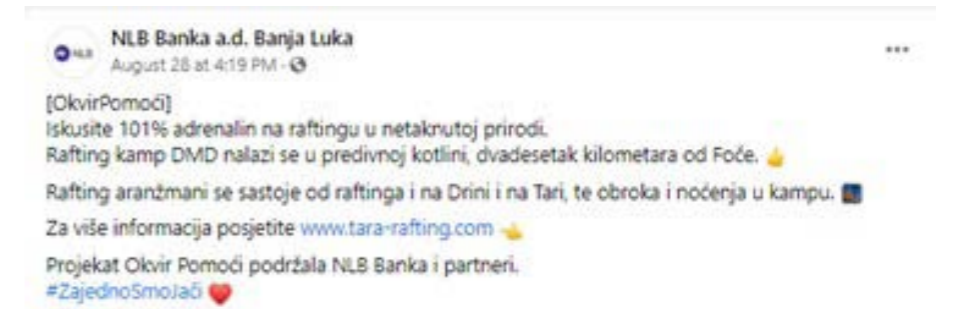 NLB Banka a.d. Banja Luka
NLB
August 28 at 4:19 PM ·
[OkvirPomoći]
Iskusite 101% adrenalin na raftingu u netaknutoj prirodi.
Rafting kamp DMD nalazi se u predivnoj kotlini, dvadesetak kilometara od Foče. 👍
Rafting aranžmani se sastoje od raftinga i na Drini i na Tari, te obroka i noćenja u kampu.
Za više informacija posjetite www.tara-rafting.com 👈
Projekat Okvir Pomoći podržala NLB Banka i partneri.
#ZajednoSmoJači ❤️